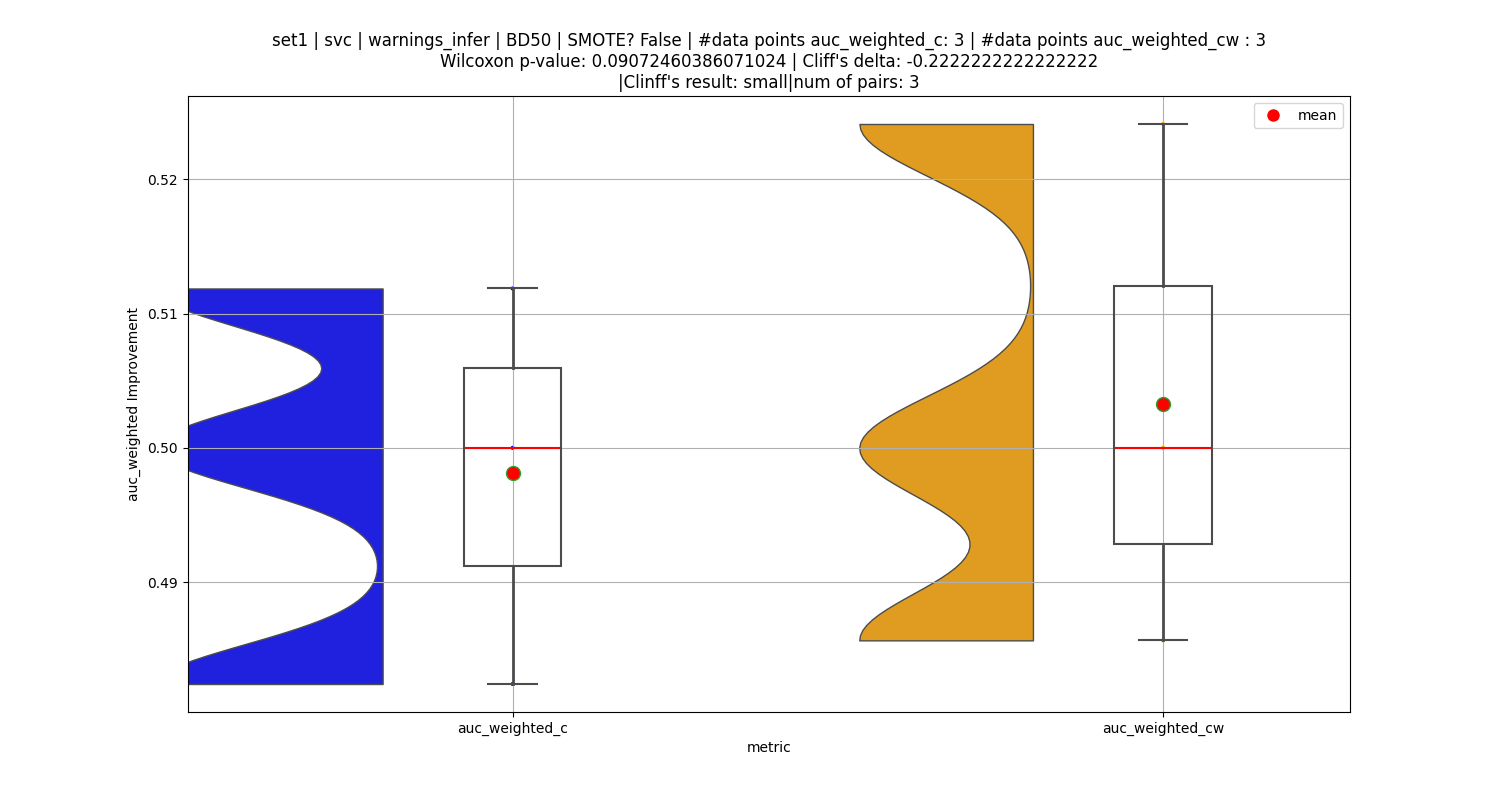 set1 | svc | warnings_infer | BD50 | SMOTE? False | #data points auc_weighted_c: 3 | #data points auc_weighted_cw : 3
Wilcoxon p-value: 0.09072460386071024 | Cliff's delta: -0.2222222222222222
|Clinff's result: small|num of pairs: 3
mean
0.52
0.51
0.50
0.49
auc_weighted Improvement
auc_weighted_c
auc_weighted_cw
metric